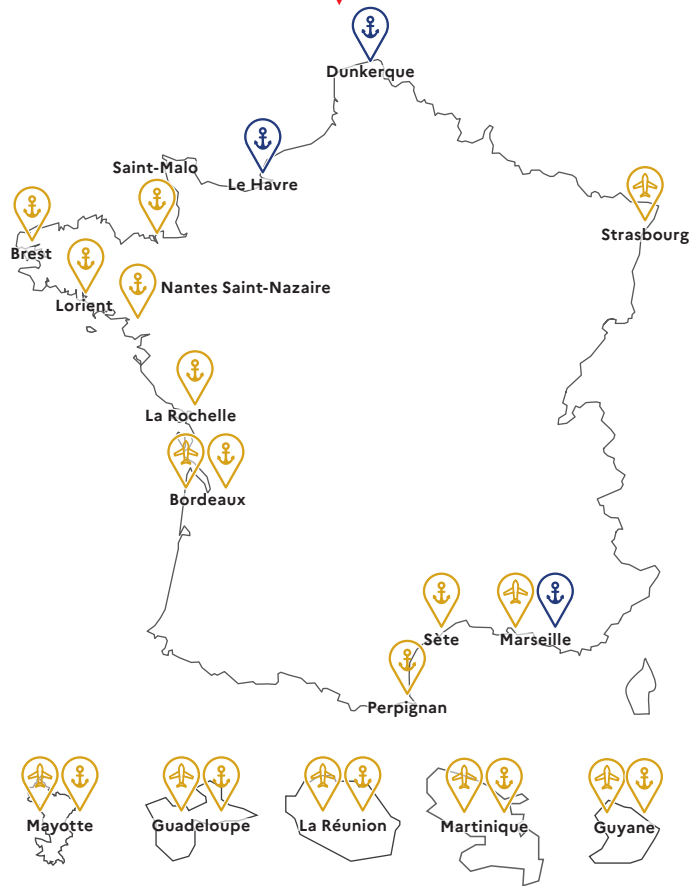 Dunkerque
Saint-Malo
Le Havre
Strasbourg
Brest
Nantes Saint-Nazaire
Lorient
La Rochelle
Bordeaux
Sète
Marseille
Perpignan
Mayotte
Guadeloupe
La Réunion
Martinique
Guyane